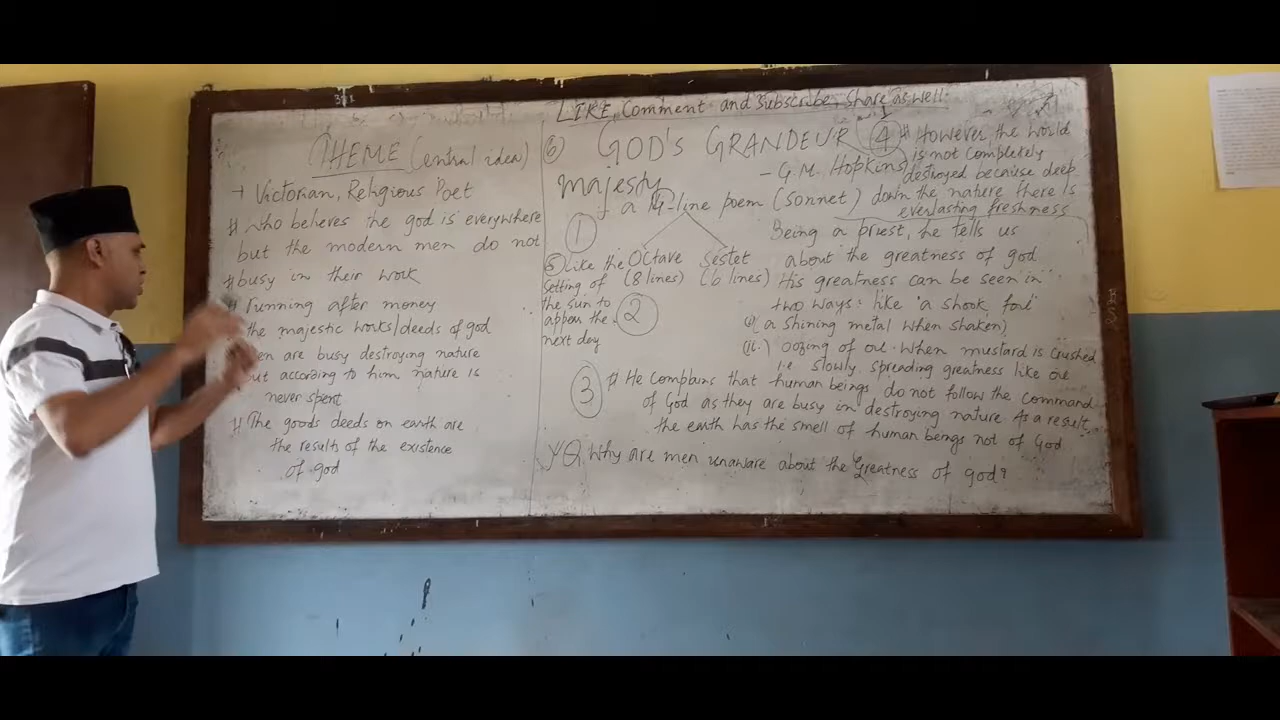 LIKE, Comment and Subscribe, Share as well.
THEME (Central idea)
→ Victorian, Religious Poet
# Who believes the god is everywhere
but the modern men do not
# busy in their work
# running after money
the majestic works/deeds of god
en are busy destroying nature
ut according to him nature is
never spent
# The goods deeds on earth are
the results of the existence
of god
6 GOD'S GRANDEUR
- G.M. Hopkins
majesty
a 14-line poem (sonnet)
1
Octave Sestet
(8 lines) (6 lines)
5 like the
setting of
the sun to
appear the
next day
2
4 # However, the world
is not completely
destroyed because deep
down the nature there is
everlasting freshness
Being a priest, he tells us
about the greatness of god
His greatness can be seen in
two ways: like 'a shook foil'
(a shining metal when shaken)
(ii.) oozing of oil when mustard is crushed
i.e. slowly spreading greatness like oil
3 # He complains that human beings do not follow the command
of God as they are busy in destroying nature. As a result,
the earth has the smell of human beings not of God
Q. Why are men unaware about the Greatness of god?